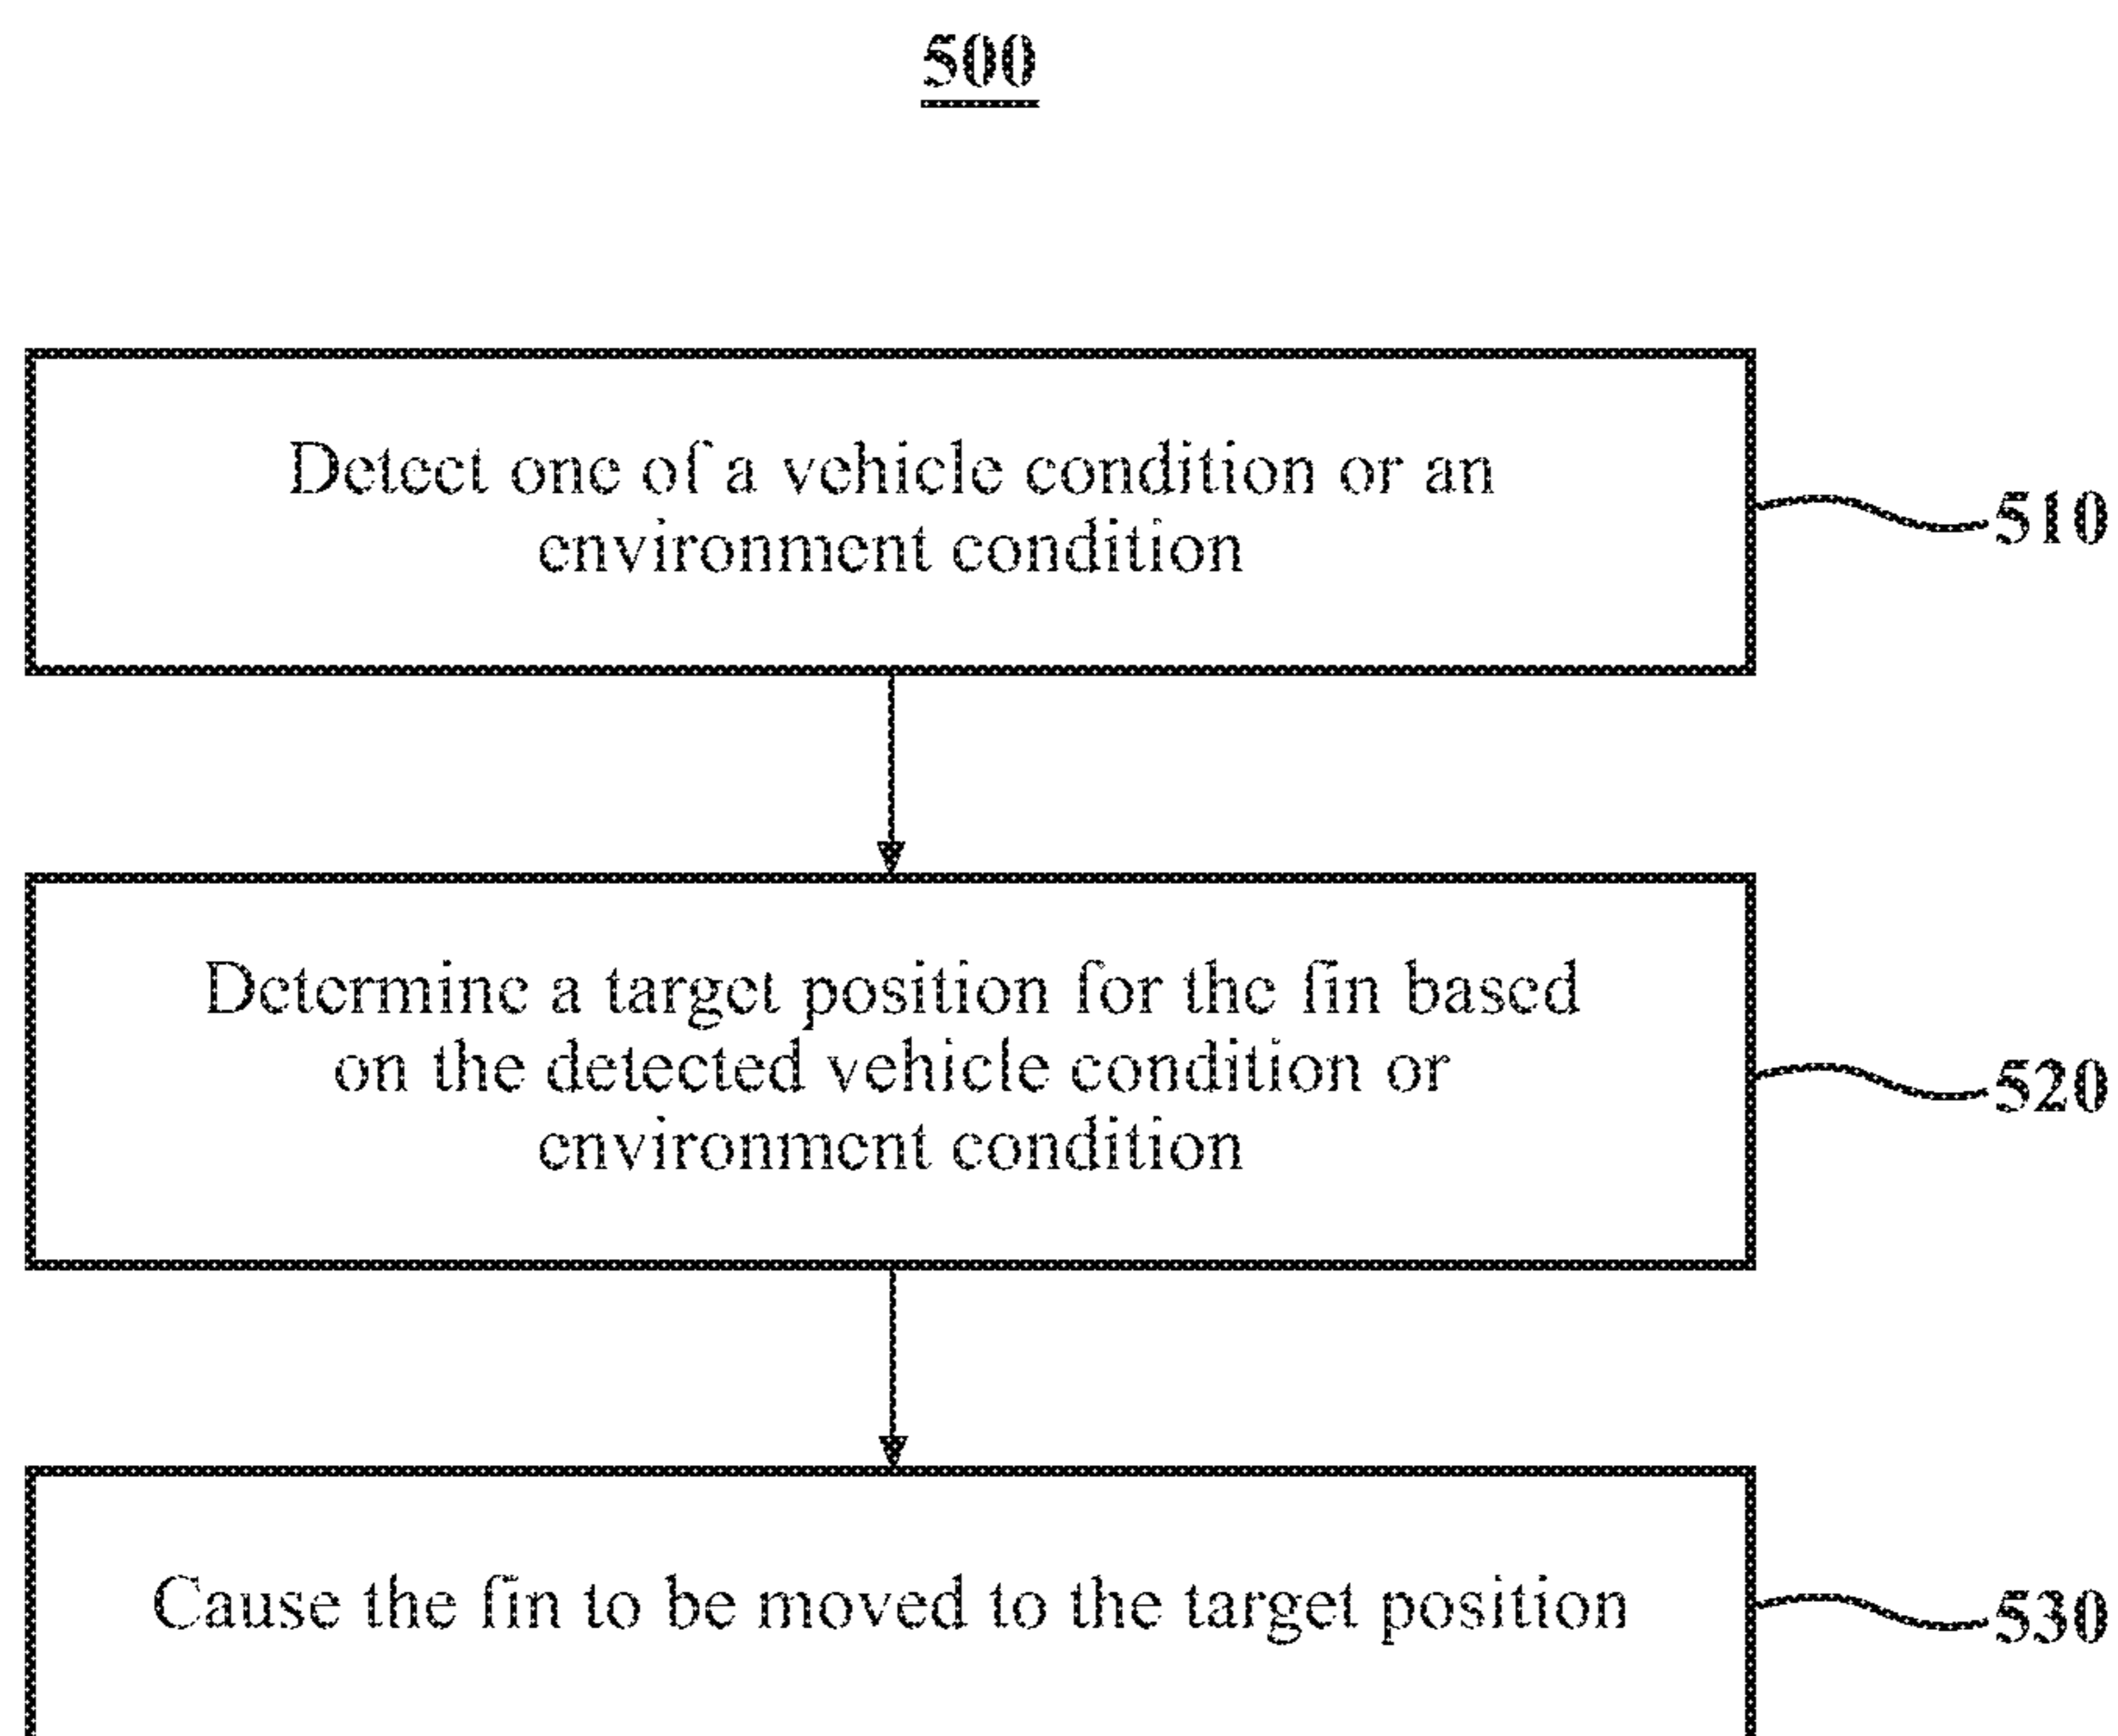 500
Detect one of a vehicle condition or an
environment condition
510
Determine a target position for the fin based
on the detected vehicle condition or
environment condition
520
Cause the fin to be moved to the target position
530